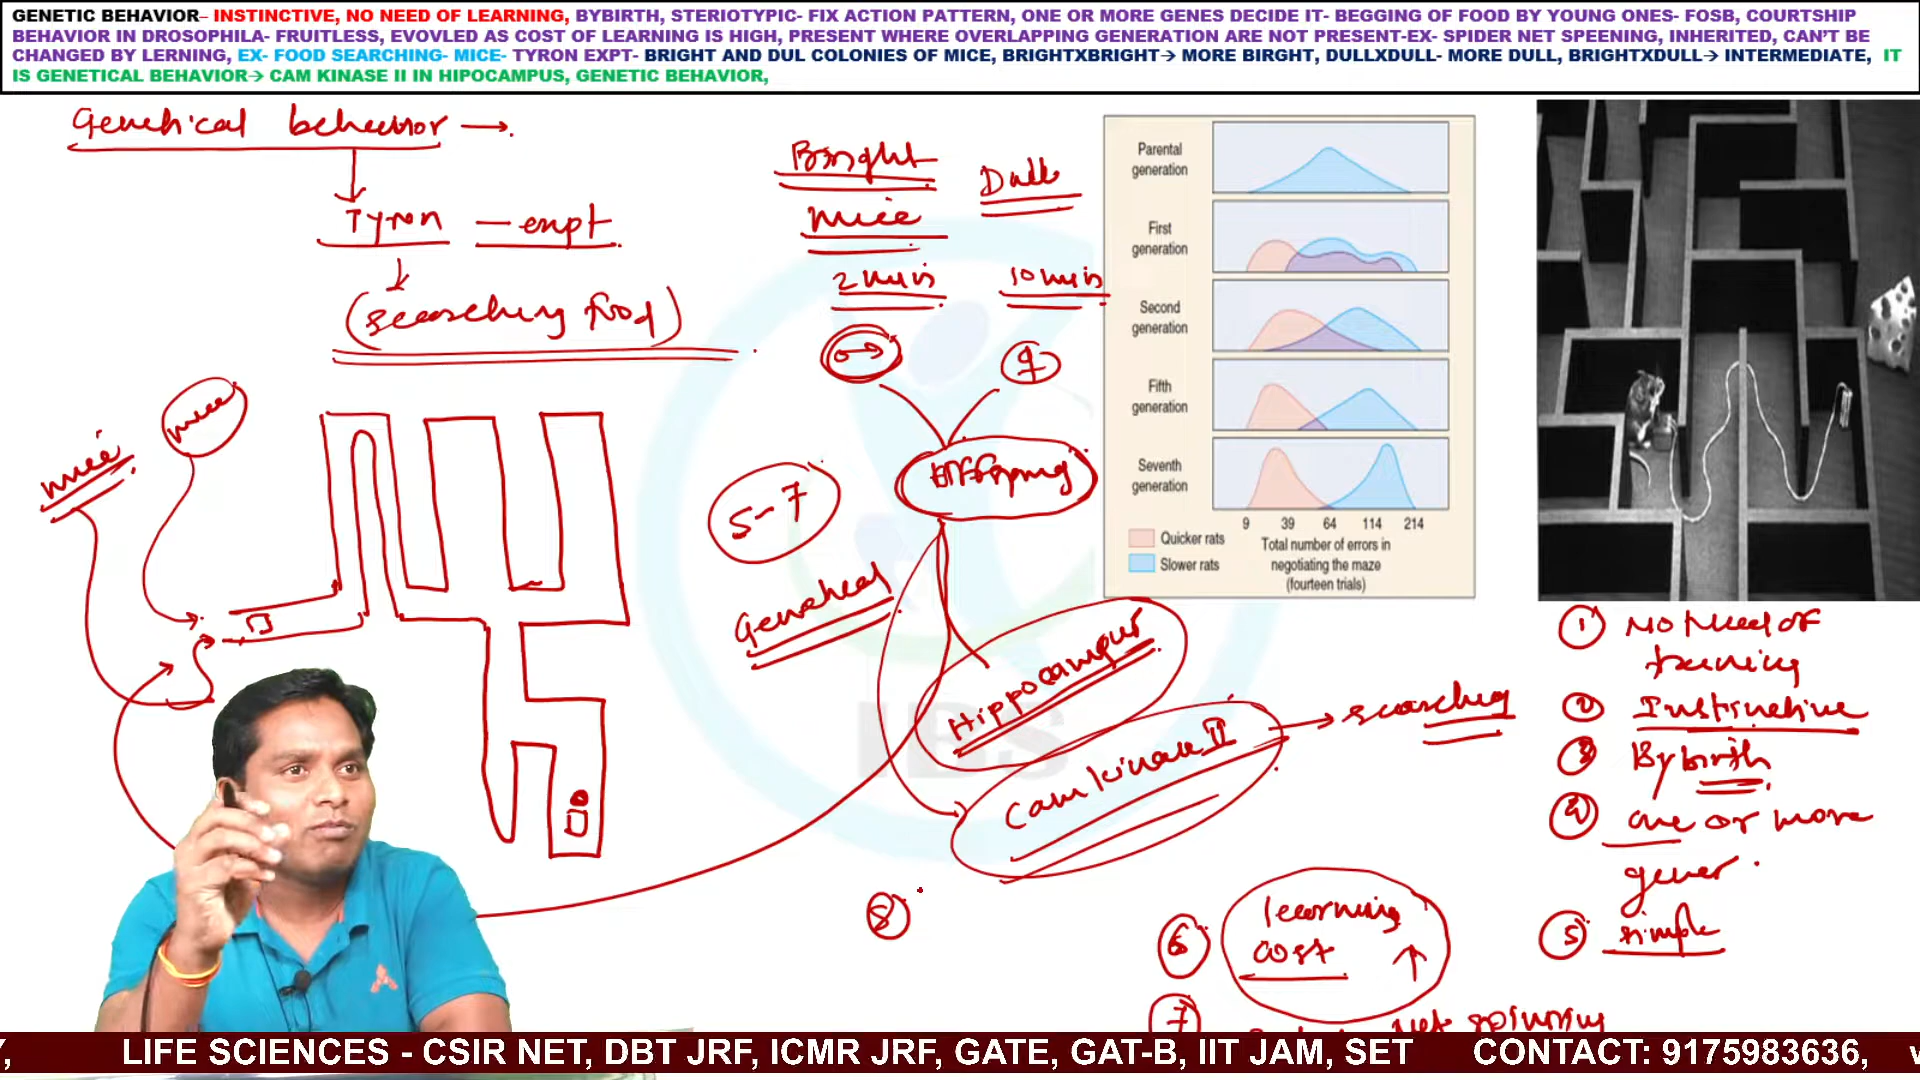 GENETIC BEHAVIOR– INSTINCTIVE, NO NEED OF LEARNING, BYBIRTH, STERIOTYPIC- FIX ACTION PATTERN, ONE OR MORE GENES DECIDE IT- BEGGING OF FOOD BY YOUNG ONES- FOSB, COURTSHIP
BEHAVIOR IN DROSOPHILA- FRUITLESS, EVOVLED AS COST OF LEARNING IS HIGH, PRESENT WHERE OVERLAPPING GENERATION ARE NOT PRESENT-EX- SPIDER NET SPEENING, INHERITED, CAN'T BE
CHANGED BY LERNING, EX- FOOD SEARCHING- MICE- TYRON EXPT- BRIGHT AND DUL COLONIES OF MICE, BRIGHTXBRIGHT→ MORE BIRGHT, DULLXDULL- MORE DULL, BRIGHTXDULL→ INTERMEDIATE, IT
IS GENETICAL BEHAVIOR→ CAM KINASE II IN HIPOCAMPUS, GENETIC BEHAVIOR,
Genetical behavior →
Tyron – expt
(searching food)
mice
mice
Bright
mice
Dull
2 min
10 min
offspring
5-7
Genetical
Hippocampus
Cam kinase II → searching
Parental
generation
First
generation
Second
generation
Fifth
generation
Seventh
generation
9 39 64 114 214
Quicker rats
Slower rats
Total number of errors in
negotiating the maze
(fourteen trials)
① No Need of
training
② Instinctive
③ By birth
④ one or more
genes
⑤ simple
⑥ learning
cost ↑
⑦ net spinning
⑧
IBS
LIFE SCIENCES - CSIR NET, DBT JRF, ICMR JRF, GATE, GAT-B, IIT JAM, SET CONTACT: 9175983636,